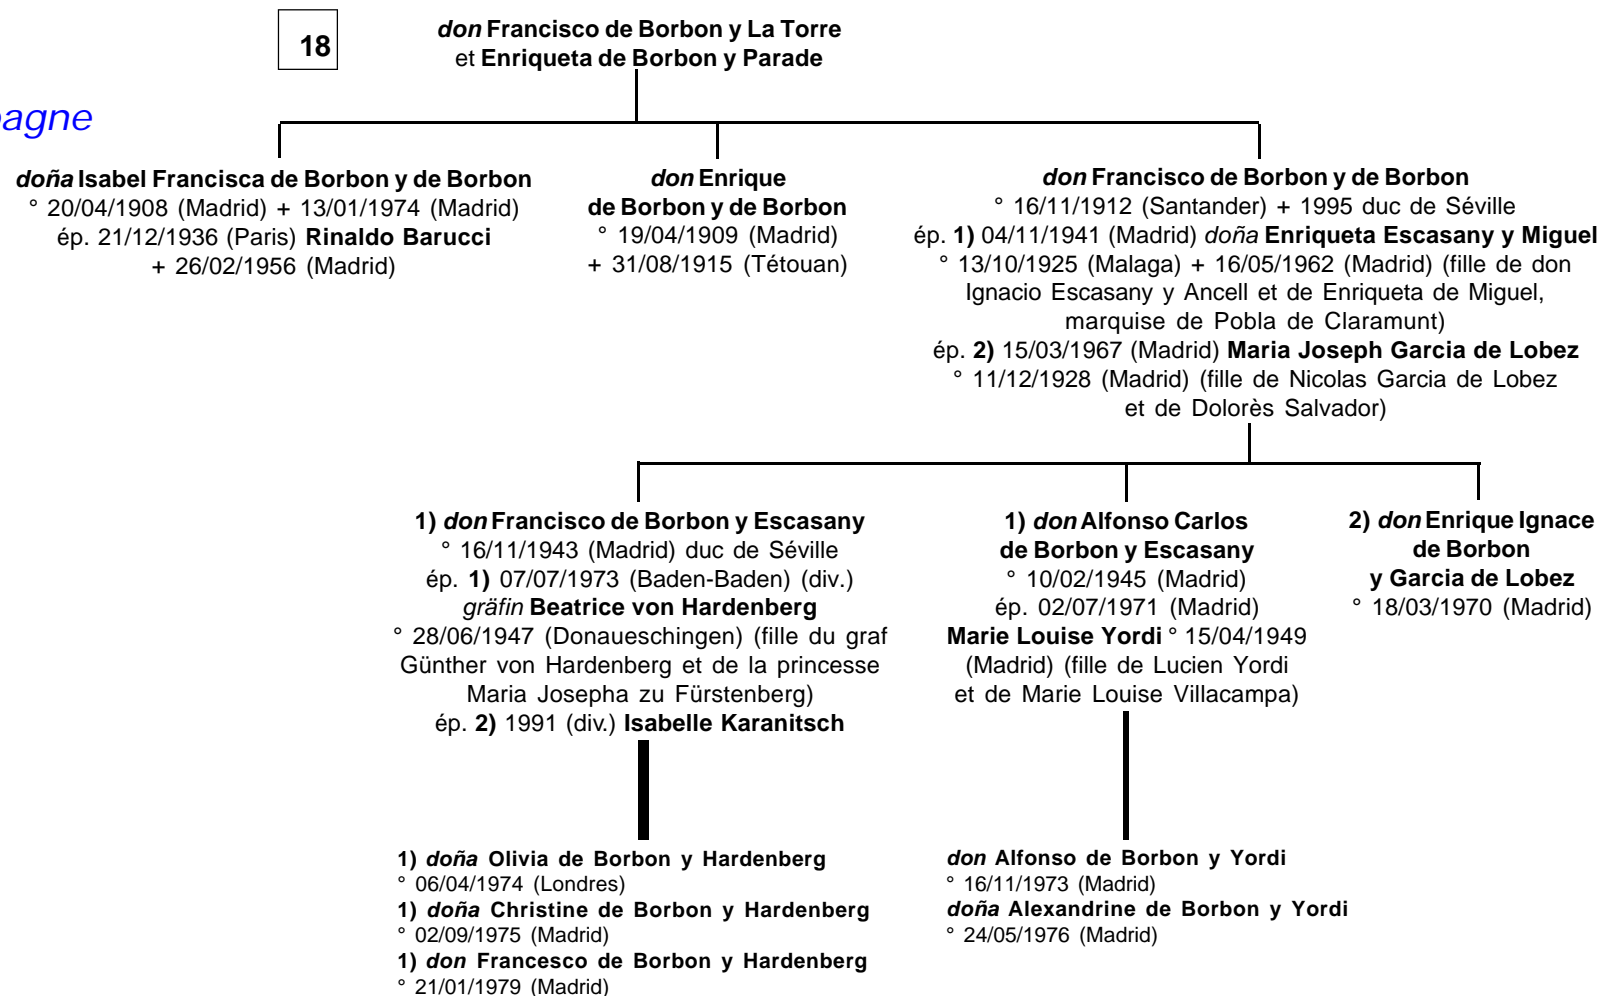 18
don Francisco de Borbon y La Torre
et Enriqueta de Borbon y Parade
pagne
doña Isabel Francisca de Borbon y de Borbon
° 20/04/1908 (Madrid) + 13/01/1974 (Madrid)
ép. 21/12/1936 (Paris) Rinaldo Barucci
+ 26/02/1956 (Madrid)
don Enrique
de Borbon y de Borbon
° 19/04/1909 (Madrid)
+ 31/08/1915 (Tétouan)
don Francisco de Borbon y de Borbon
° 16/11/1912 (Santander) + 1995 duc de Séville
ép. 1) 04/11/1941 (Madrid) doña Enriqueta Escasany y Miguel
° 13/10/1925 (Malaga) + 16/05/1962 (Madrid) (fille de don
Ignacio Escasany y Ancell et de Enriqueta de Miguel,
marquise de Pobla de Claramunt)
ép. 2) 15/03/1967 (Madrid) Maria Joseph Garcia de Lobez
° 11/12/1928 (Madrid) (fille de Nicolas Garcia de Lobez
et de Dolorès Salvador)
1) don Francisco de Borbon y Escasany
° 16/11/1943 (Madrid) duc de Séville
ép. 1) 07/07/1973 (Baden-Baden) (div.)
gräfin Beatrice von Hardenberg
° 28/06/1947 (Donaueschingen) (fille du graf
Günther von Hardenberg et de la princesse
Maria Josepha zu Fürstenberg)
ép. 2) 1991 (div.) Isabelle Karanitsch
1) don Alfonso Carlos
de Borbon y Escasany
° 10/02/1945 (Madrid)
ép. 02/07/1971 (Madrid)
Marie Louise Yordi ° 15/04/1949
(Madrid) (fille de Lucien Yordi
et de Marie Louise Villacampa)
2) don Enrique Ignace
de Borbon
y Garcia de Lobez
° 18/03/1970 (Madrid)
1) doña Olivia de Borbon y Hardenberg
° 06/04/1974 (Londres)
1) doña Christine de Borbon y Hardenberg
° 02/09/1975 (Madrid)
1) don Francesco de Borbon y Hardenberg
° 21/01/1979 (Madrid)
don Alfonso de Borbon y Yordi
° 16/11/1973 (Madrid)
doña Alexandrine de Borbon y Yordi
° 24/05/1976 (Madrid)